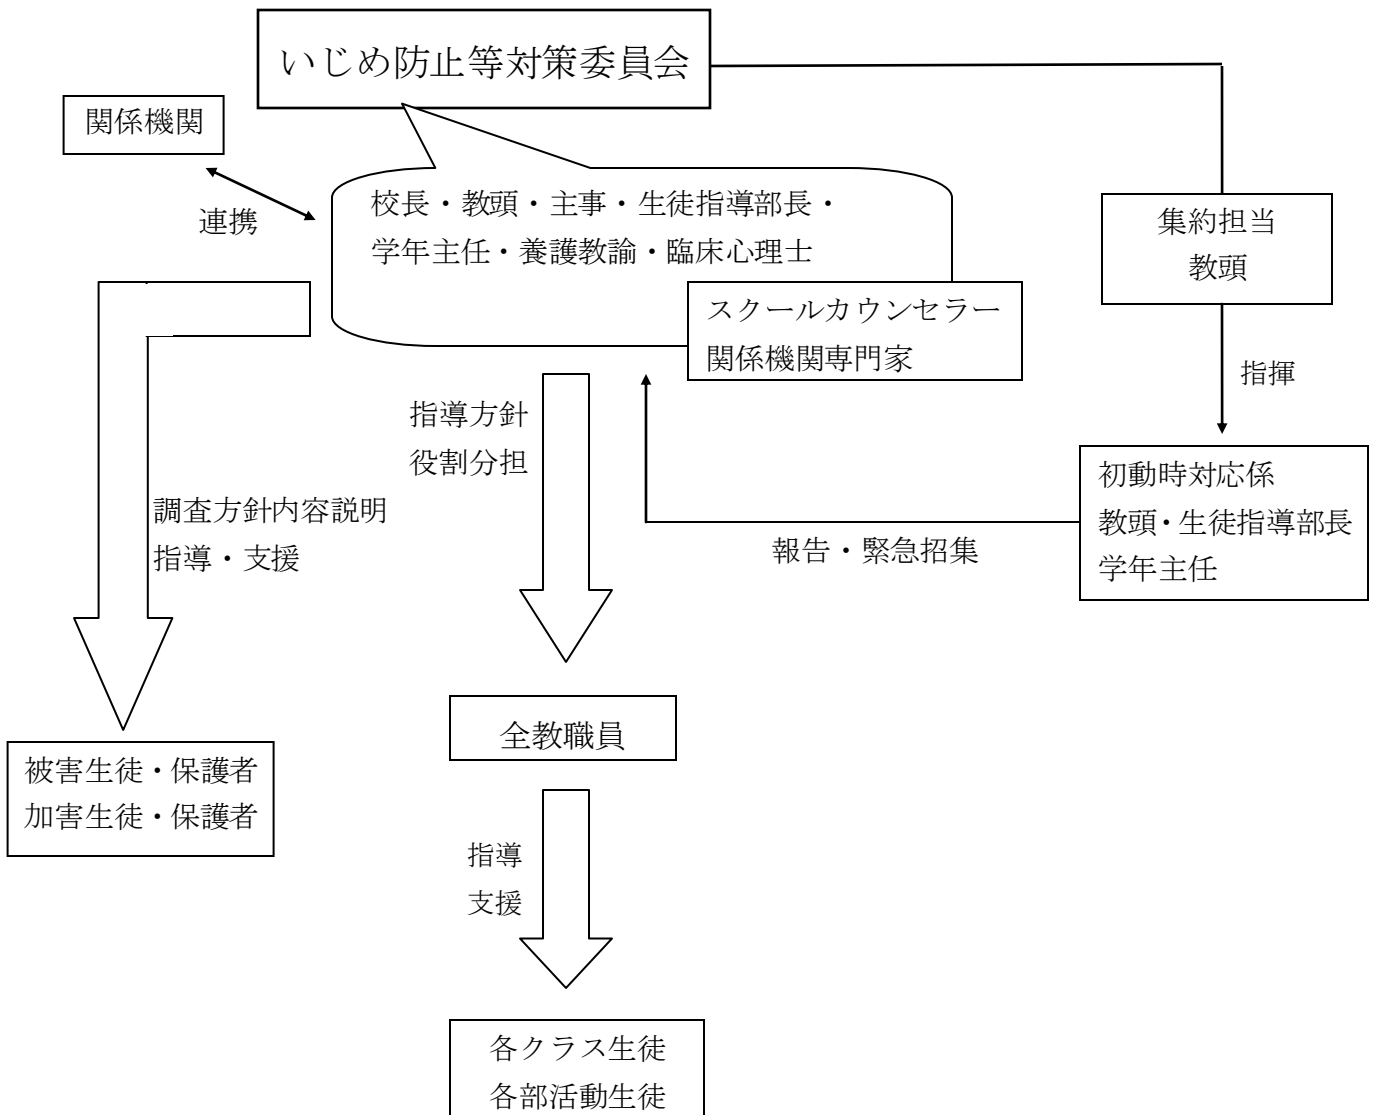 いじめ防止等対策委員会
関係機関
連携
校長・教頭・主事・生徒指導部長・
学年主任・養護教諭・臨床心理士
スクールカウンセラー
関係機関専門家
集約担当
教頭
指揮
初動時対応係
教頭・生徒指導部長
学年主任
報告・緊急招集
指導方針
役割分担
調査方針内容説明
指導・支援
被害生徒・保護者
加害生徒・保護者
全教職員
指導
支援
各クラス生徒
各部活動生徒